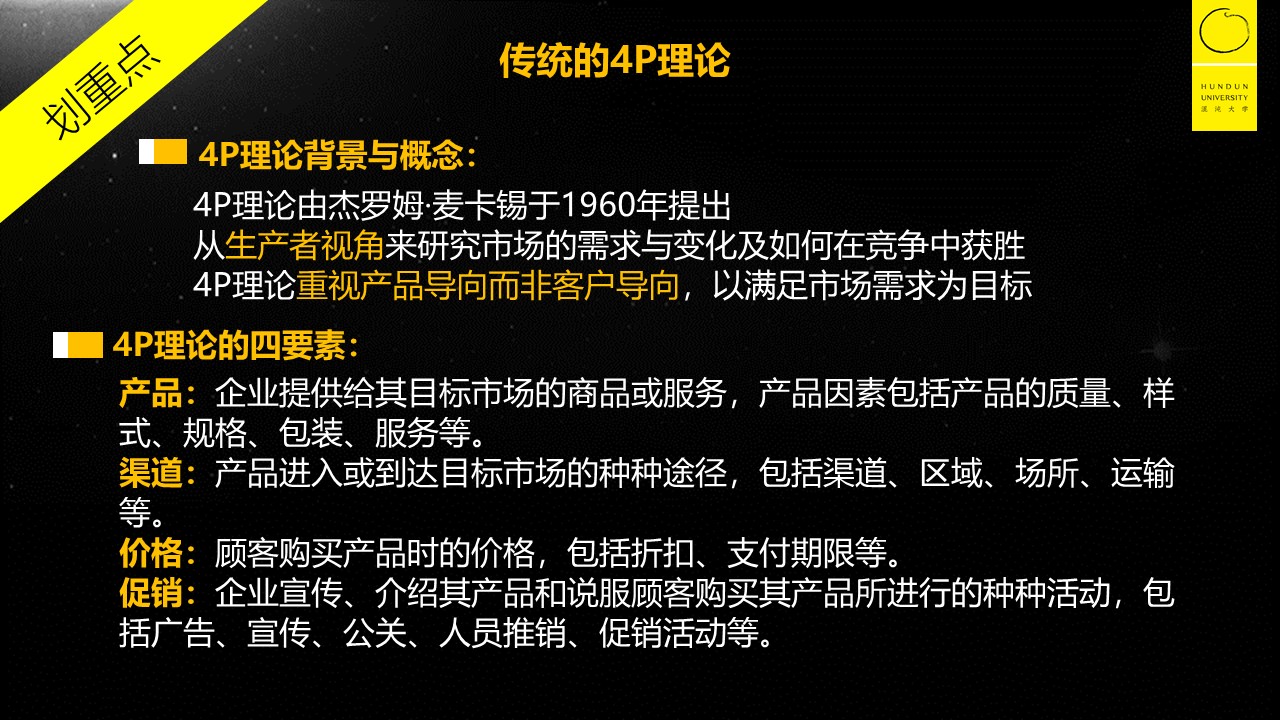 划重点
传统的4P理论
HUNDUN
UNIVERSITY
混沌大学
4P理论背景与概念：
4P理论由杰罗姆·麦卡锡于1960年提出
从生产者视角来研究市场的需求与变化及如何在竞争中获胜
4P理论重视产品导向而非客户导向，以满足市场需求为目标
4P理论的四要素：
产品：企业提供给其目标市场的商品或服务，产品因素包括产品的质量、样
式、规格、包装、服务等。
渠道：产品进入或到达目标市场的种种途径，包括渠道、区域、场所、运输
等。
价格：顾客购买产品时的价格，包括折扣、支付期限等。
促销：企业宣传、介绍其产品和说服顾客购买其产品所进行的种种活动，包
括广告、宣传、公关、人员推销、促销活动等。